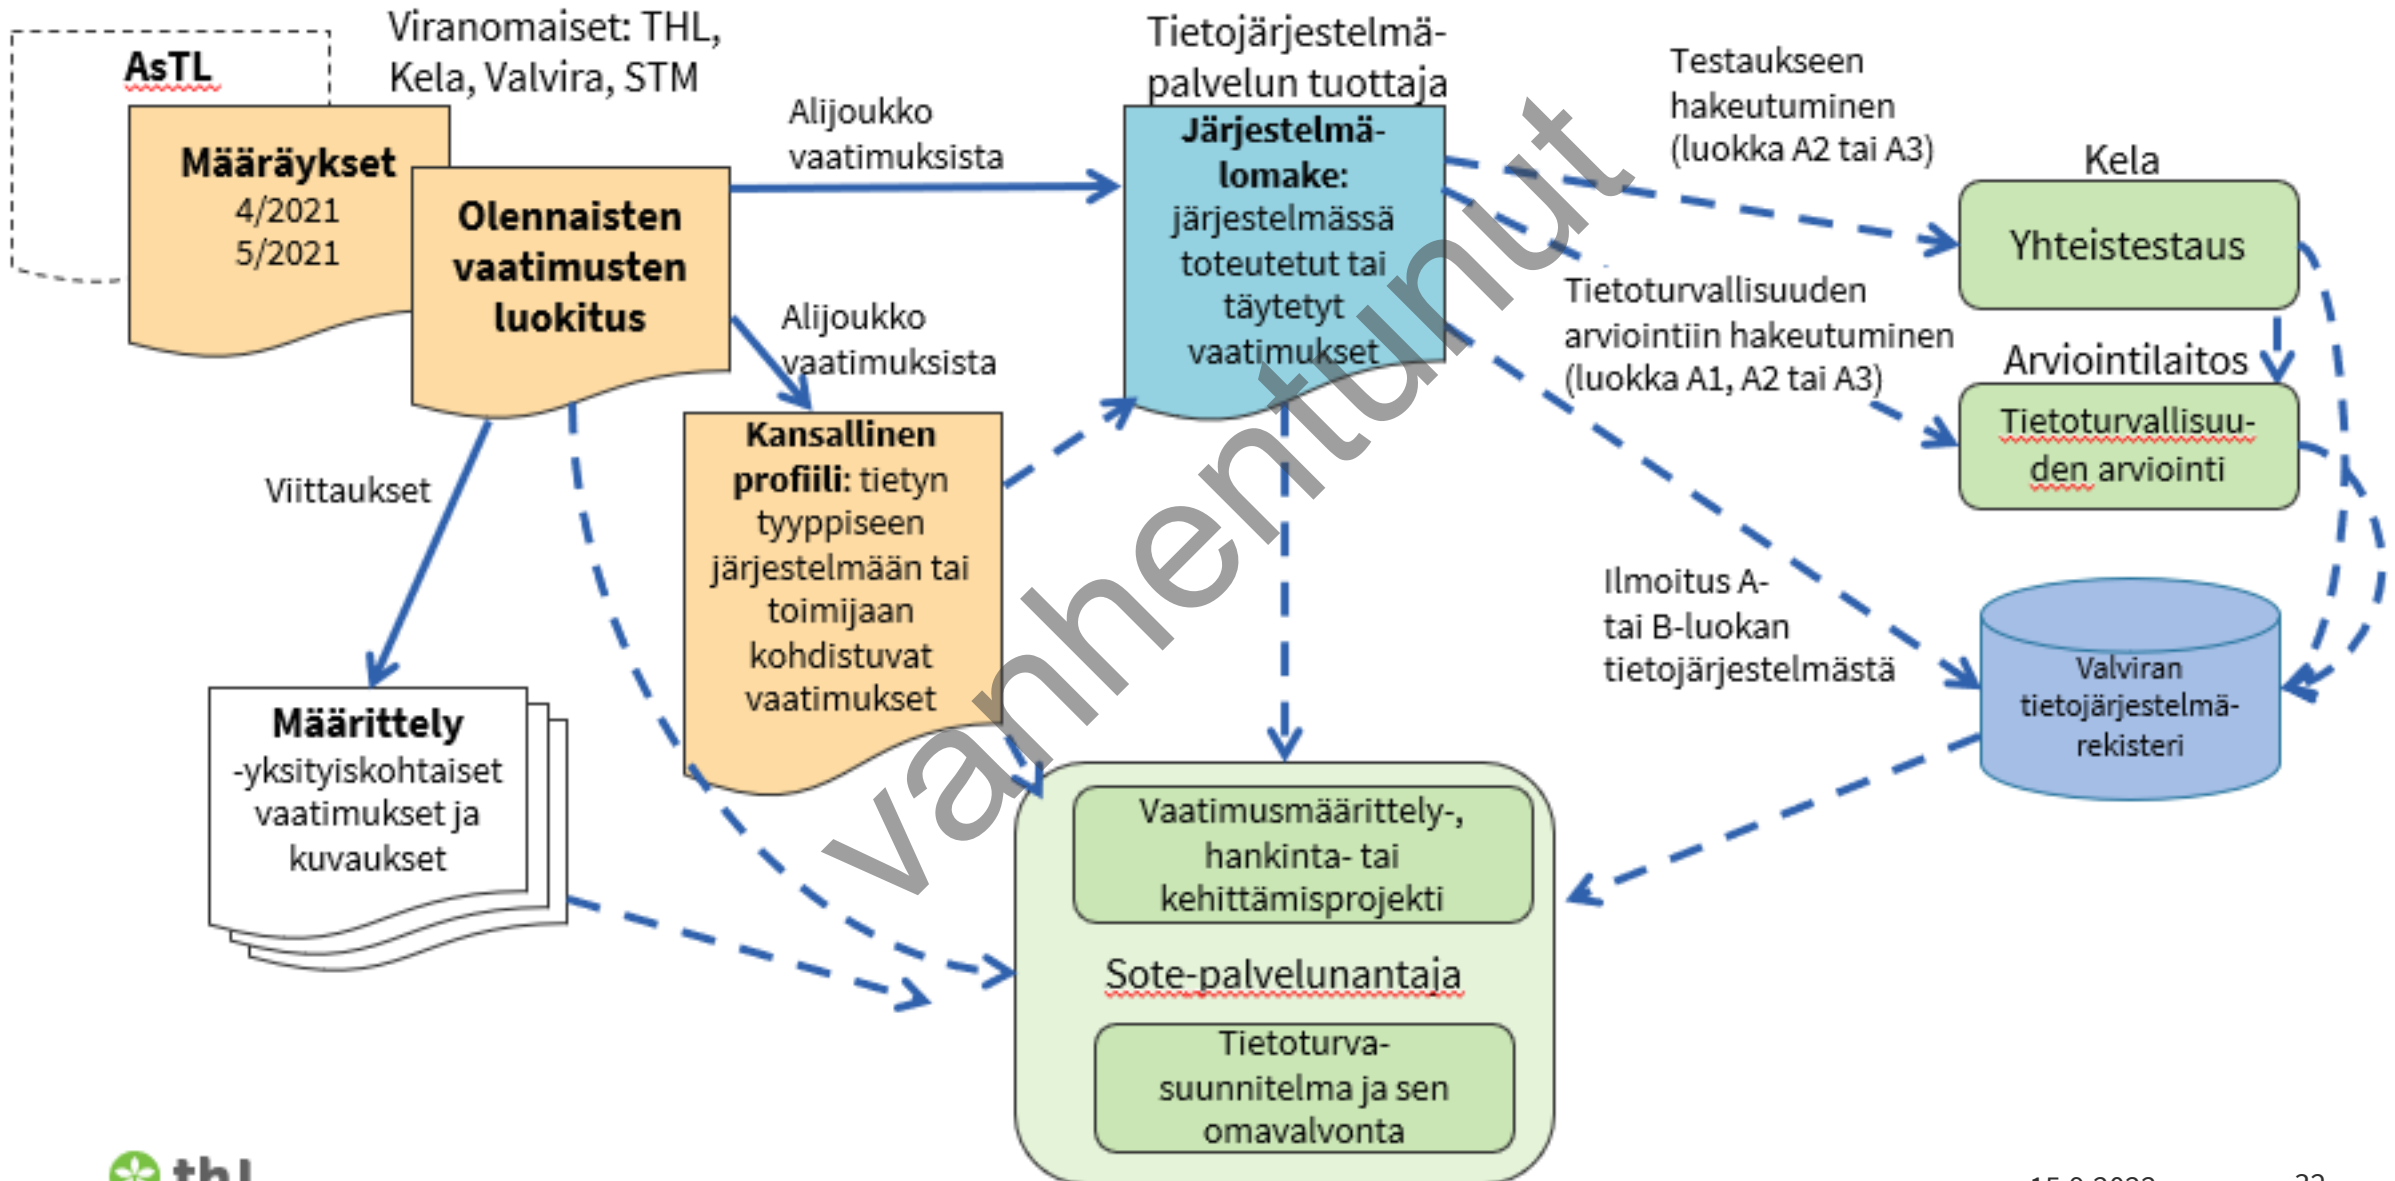 AsTL
Viranomaiset: THL,
Kela, Valvira, STM
Määräykset
4/2021
5/2021
Olennaisten
vaatimusten
luokitus
Alijoukko
vaatimuksista
Alijoukko
vaatimuksista
Viittaukset
Määrittely
-yksityiskohtaiset
vaatimukset ja
kuvaukset
Kansallinen
profiili: tietyn
tyyppiseen
järjestelmään tai
toimijaan
kohdistuvat
vaatimukset
Tietojärjestelmä-
palvelun tuottaja
Järjestelmä-
lomake:
järjestelmässä
toteutetut tai
täytetyt
vaatimukset
Testaukseen
hakeutuminen
(luokka A2 tai A3)
Kela
Yhteistestaus
Tietoturvallisuuden
arviointiin hakeutuminen
(luokka A1, A2 tai A3)
Arviointilaitos
Tietoturvallisuu-
den arviointi
Ilmoitus A-
tai B-luokan
tietojärjestelmästä
Valviran
tietojärjestelmä-
rekisteri
Vaatimusmäärittely-,
hankinta- tai
kehittämisprojekti
Sote-palvelunantaja
Tietoturva-
suunnitelma ja sen
omavalvonta
vanhentunut
thl